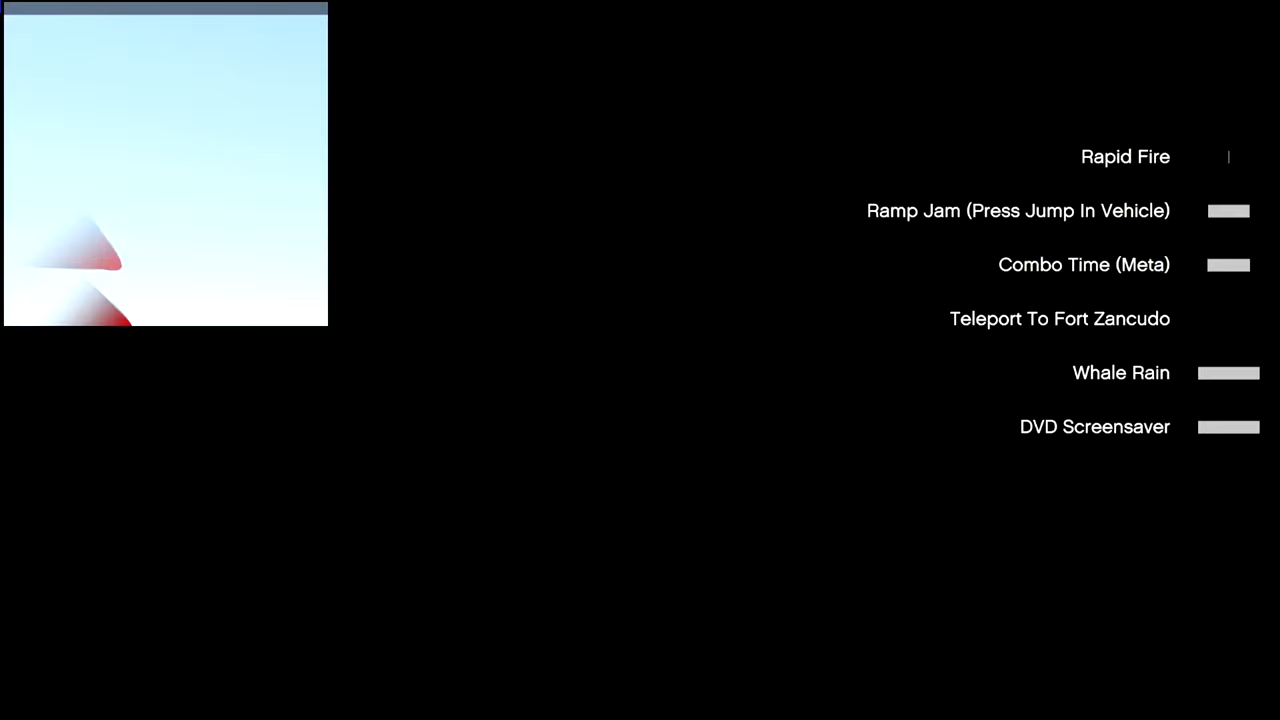 Rapid Fire
Ramp Jam (Press Jump In Vehicle)
Combo Time (Meta)
Teleport To Fort Zancudo
Whale Rain
DVD Screensaver